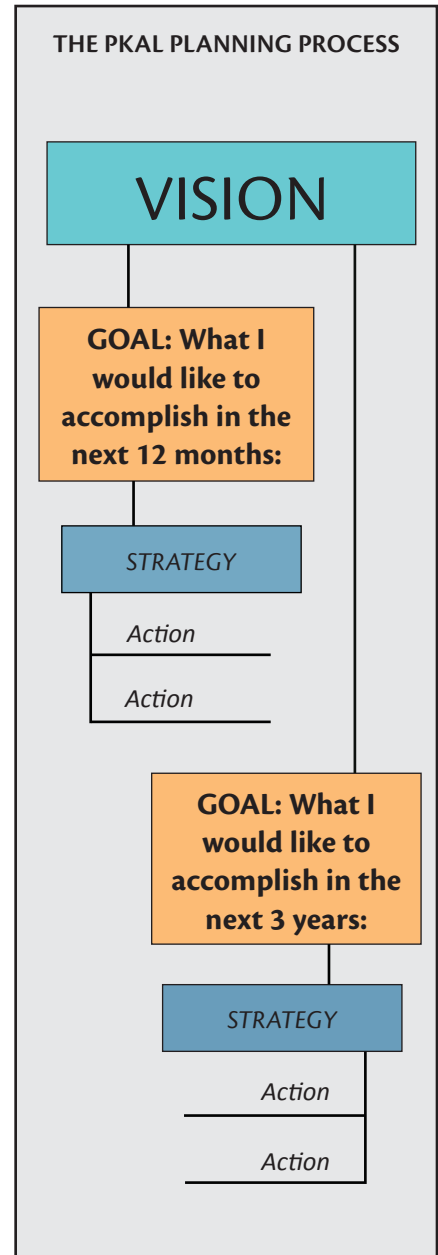 THE PKAL PLANNING PROCESS
VISION
GOAL: What I
would like to
accomplish in the
next 12 months:
STRATEGY
Action
Action
GOAL: What I
would like to
accomplish in the
next 3 years:
STRATEGY
Action
Action